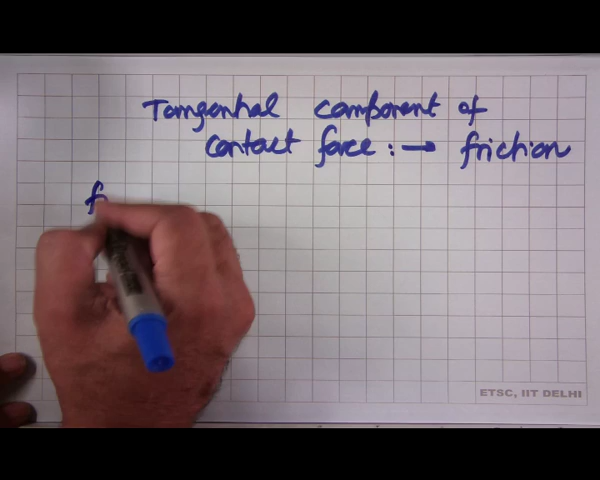 Tangential component of
contact force : → friction
f
ETSC, IIT DELHI